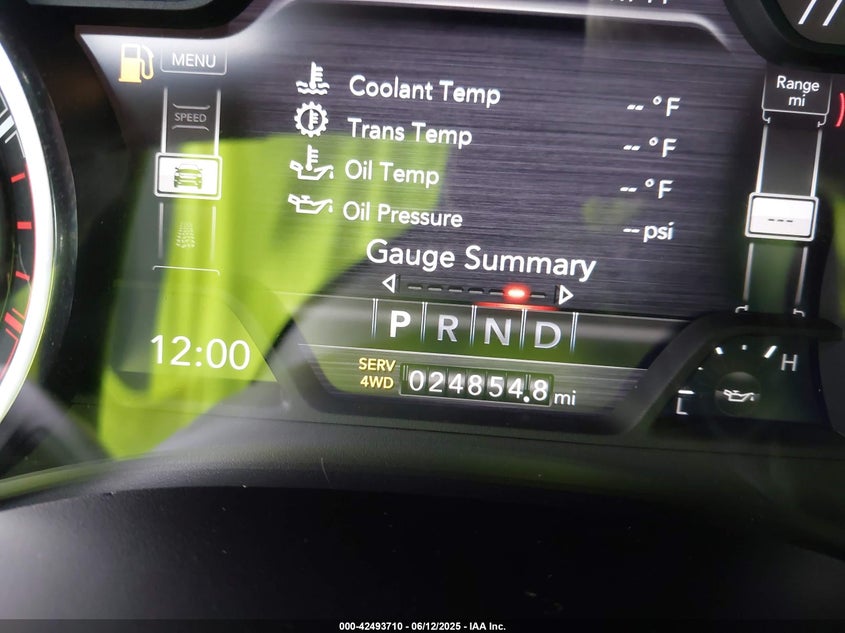 MENU
SPEED
Coolant Temp -- °F
Trans Temp -- °F
Oil Temp -- °F
Oil Pressure -- psi
Gauge Summary
Range
mi
---
P R N D
12:00
SERV
4WD
024854.8 mi
L H
000-42493710 - 06/12/2025 - IAA Inc.